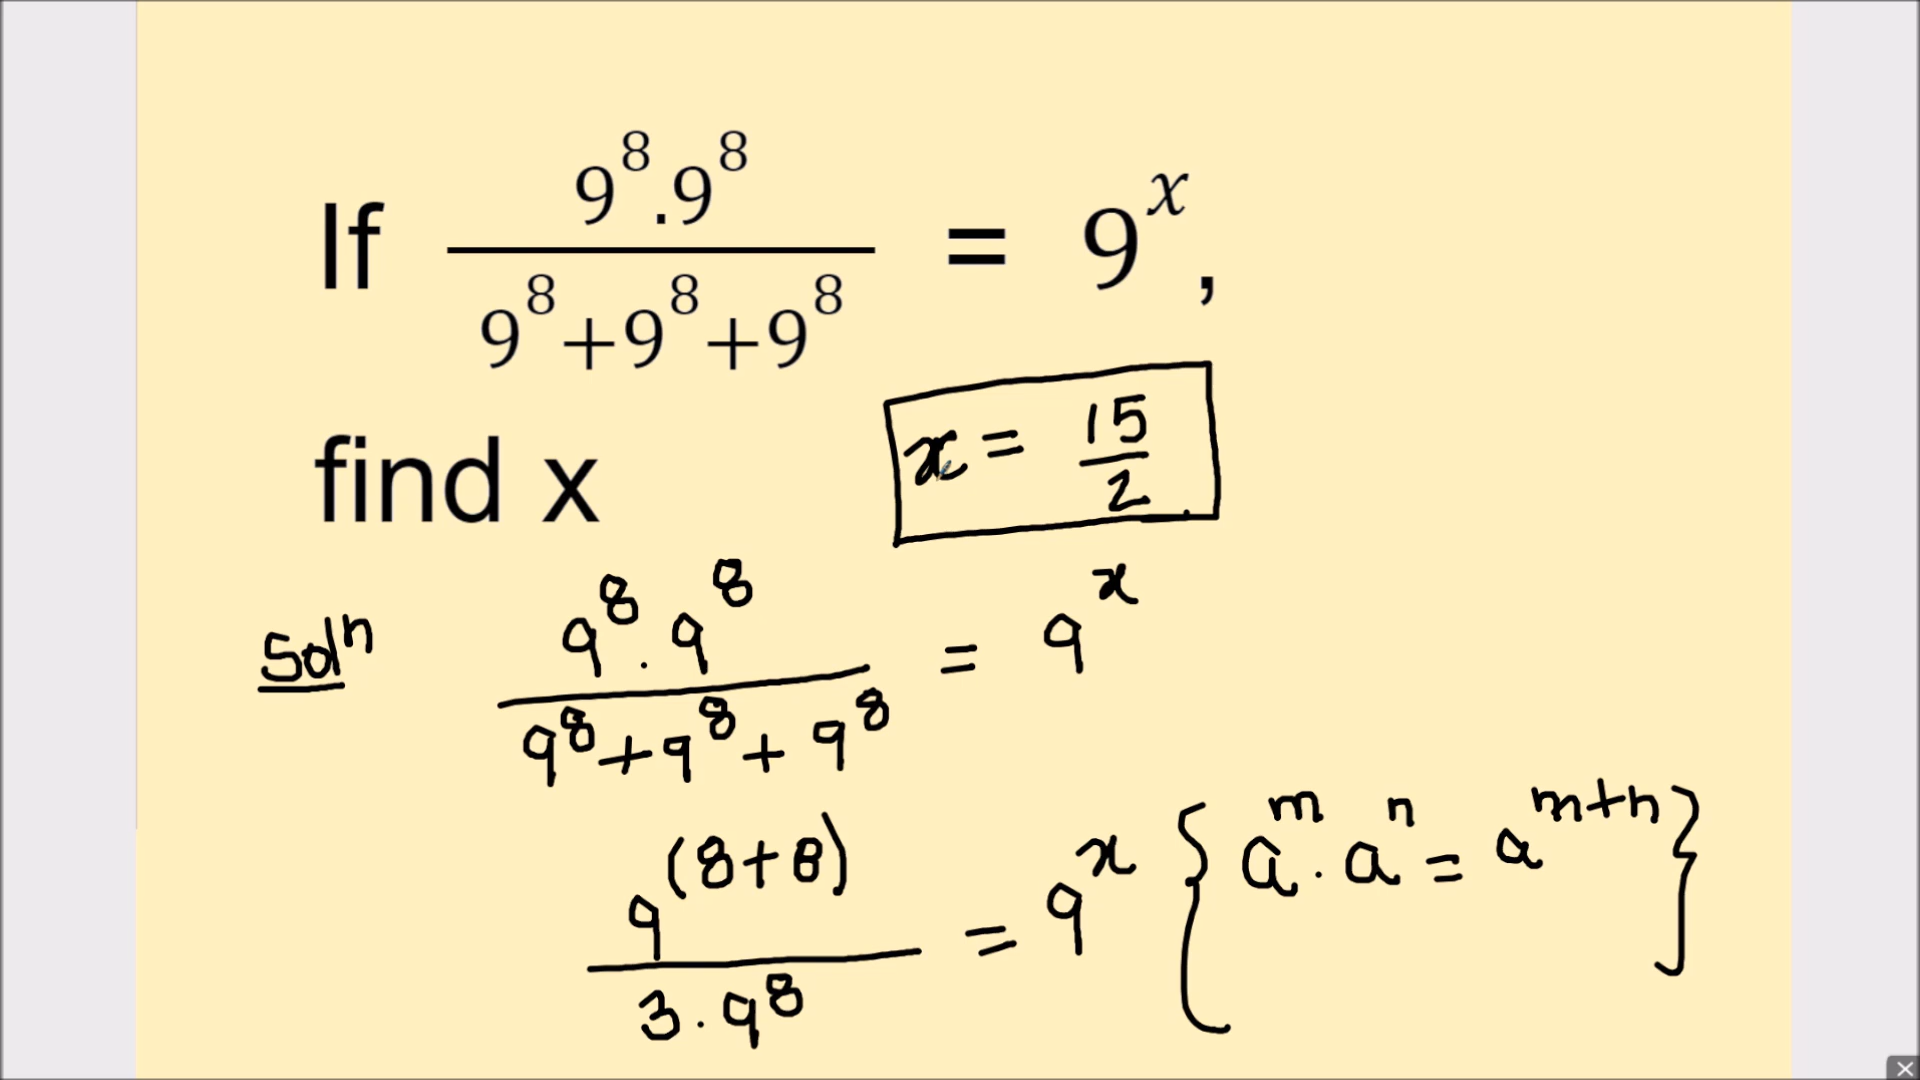 If 9^8 . 9^8 / 9^8+9^8+9^8 = 9^x ,
find x
x = 15/2
Solⁿ 9^8 . 9^8 / 9^8 + 9^8 + 9^8 = 9^x
9^(8+8) / 3 . 9^8 = 9^x { a^m . a^n = a^m+n }